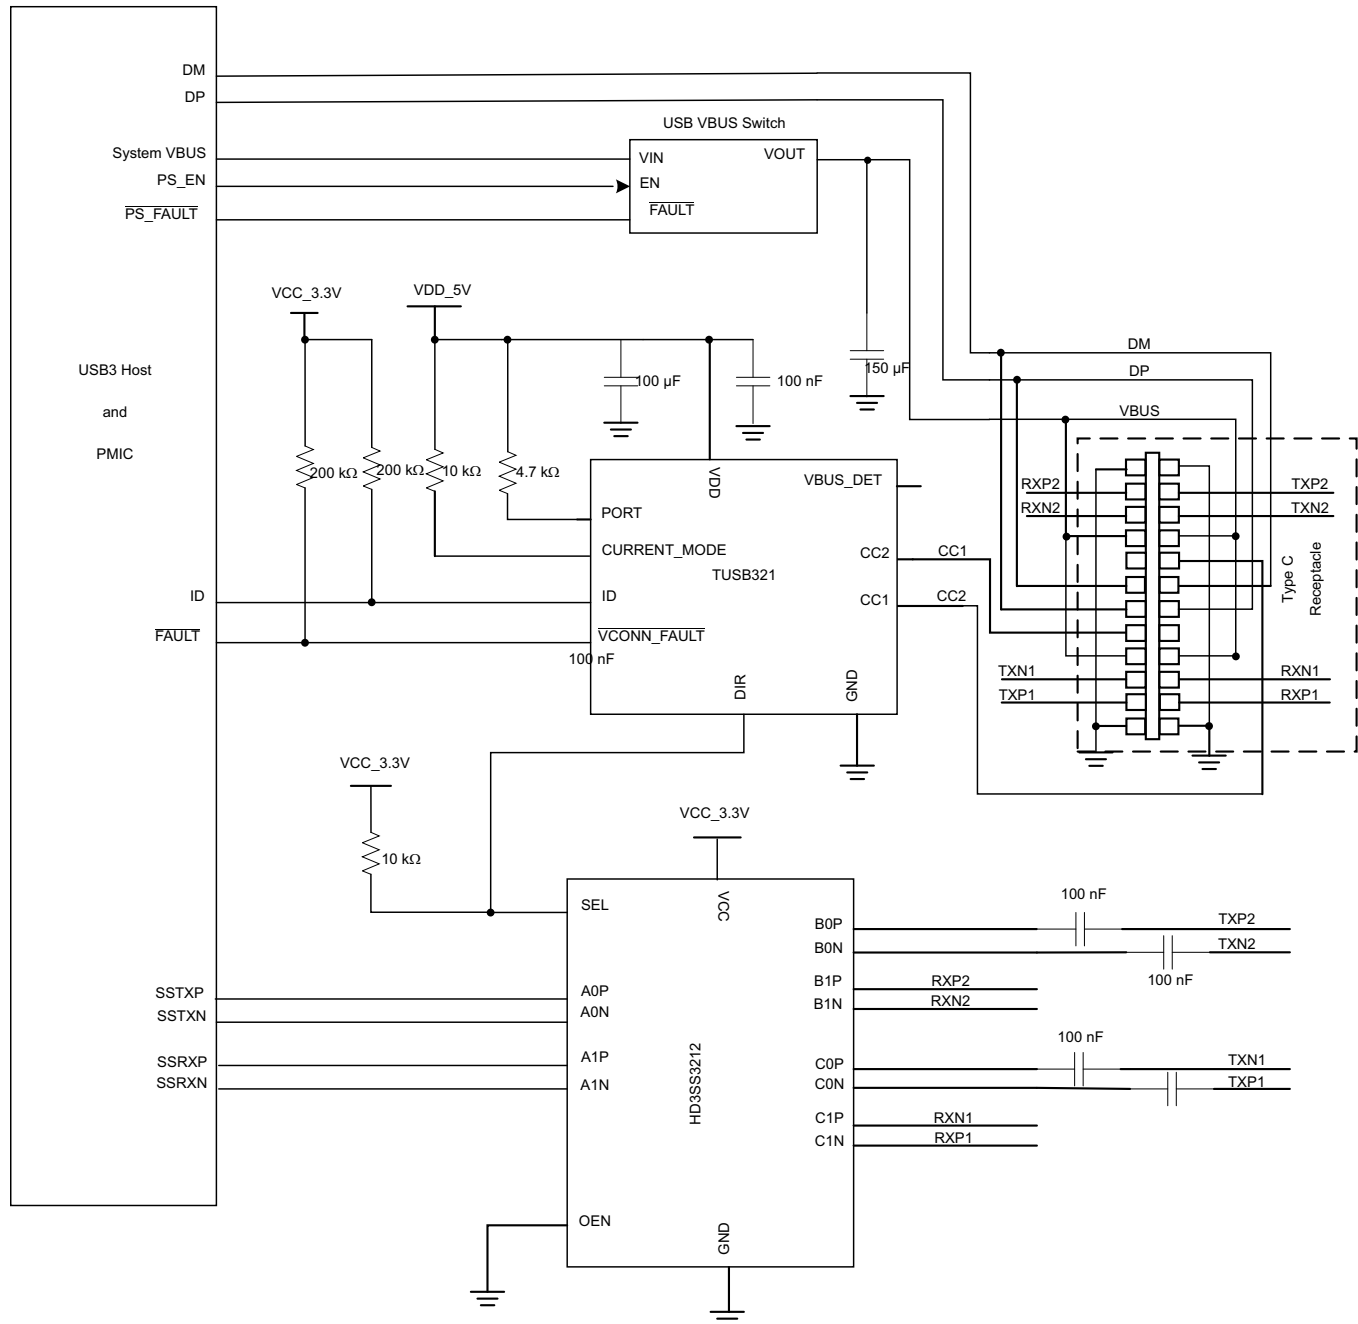 DM
DP
USB VBUS Switch
System VBUS
VIN
VOUT
PS_EN
EN
PS_FAULT
FAULT
VCC_3.3V
VDD_5V
USB3 Host
and
PMIC
100 µF
100 nF
150 µF
DM
DP
VBUS
200 kΩ
200 kΩ
10 kΩ
4.7 kΩ
VDD
VBUS_DET
PORT
CURRENT_MODE
TUSB321
CC2
CC1
CC1
CC2
ID
ID
FAULT
VCONN_FAULT
100 nF
DIR
GND
RXP2
RXN2
TXP2
TXN2
Type C
Receptacle
TXN1
TXP1
RXN1
RXP1
VCC_3.3V
10 kΩ
VCC_3.3V
SEL
VCC
B0P
B0N
100 nF
TXP2
TXN2
100 nF
B1P
RXP2
B1N
RXN2
SSTXP
SSTXN
A0P
A0N
SSRXP
SSRXN
A1P
A1N
HD3SS3212
C0P
C0N
100 nF
TXN1
TXP1
C1P
RXN1
C1N
RXP1
OEN
GND